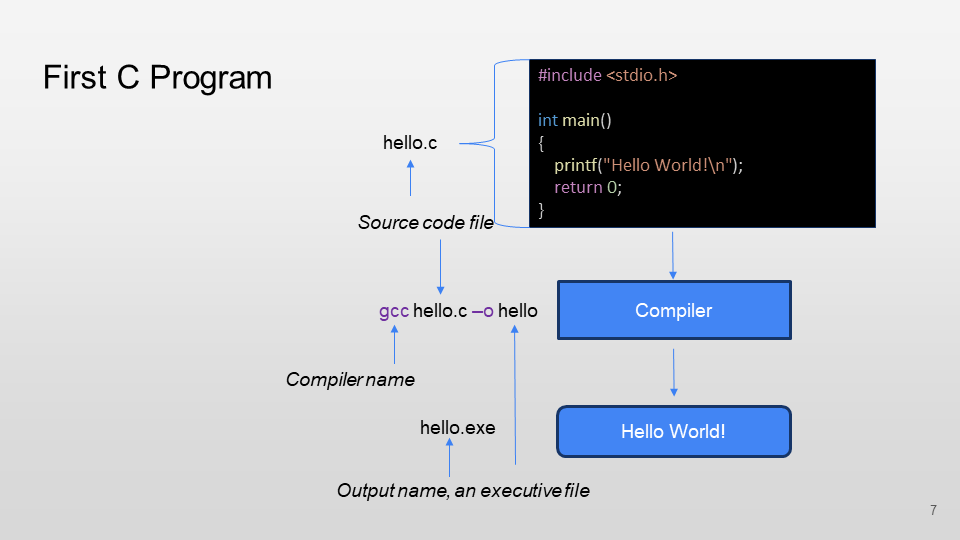 First C Program
#include <stdio.h>
int main()
{
printf("Hello World!\n");
return 0;
}
hello.c
Source code file
gcc hello.c –o hello
Compiler
Compiler name
hello.exe
Hello World!
Output name, an executive file
7